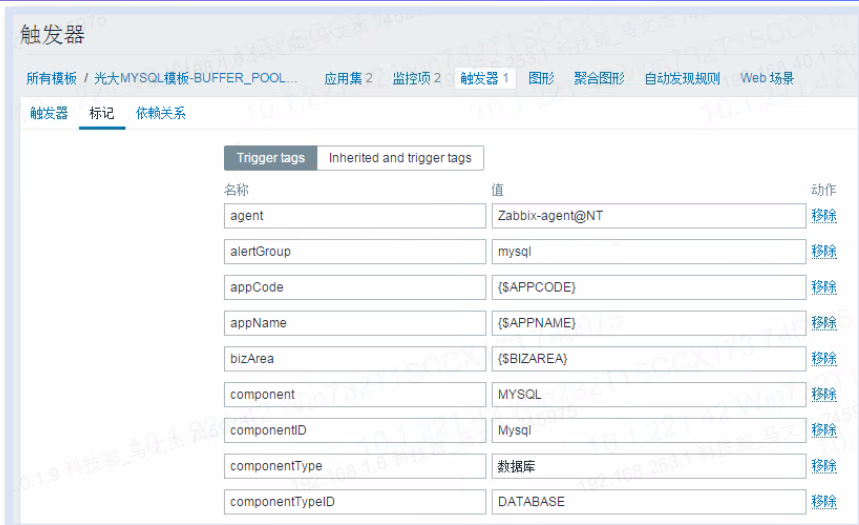 触发器
所有模板 / 光大MYSQL模板-BUFFER_POOL... 应用集 2 监控项 2 触发器 1 图形 聚合图形 自动发现规则 Web 场景
触发器 标记 依赖关系
Trigger tags Inherited and trigger tags
名称 值 动作
agent Zabbix-agent@NT 移除
alertGroup mysql 移除
appCode {$APPCODE} 移除
appName {$APPNAME} 移除
bizArea {$BIZAREA} 移除
component MYSQL 移除
componentID Mysql 移除
componentType 数据库 移除
componentTypeID DATABASE 移除